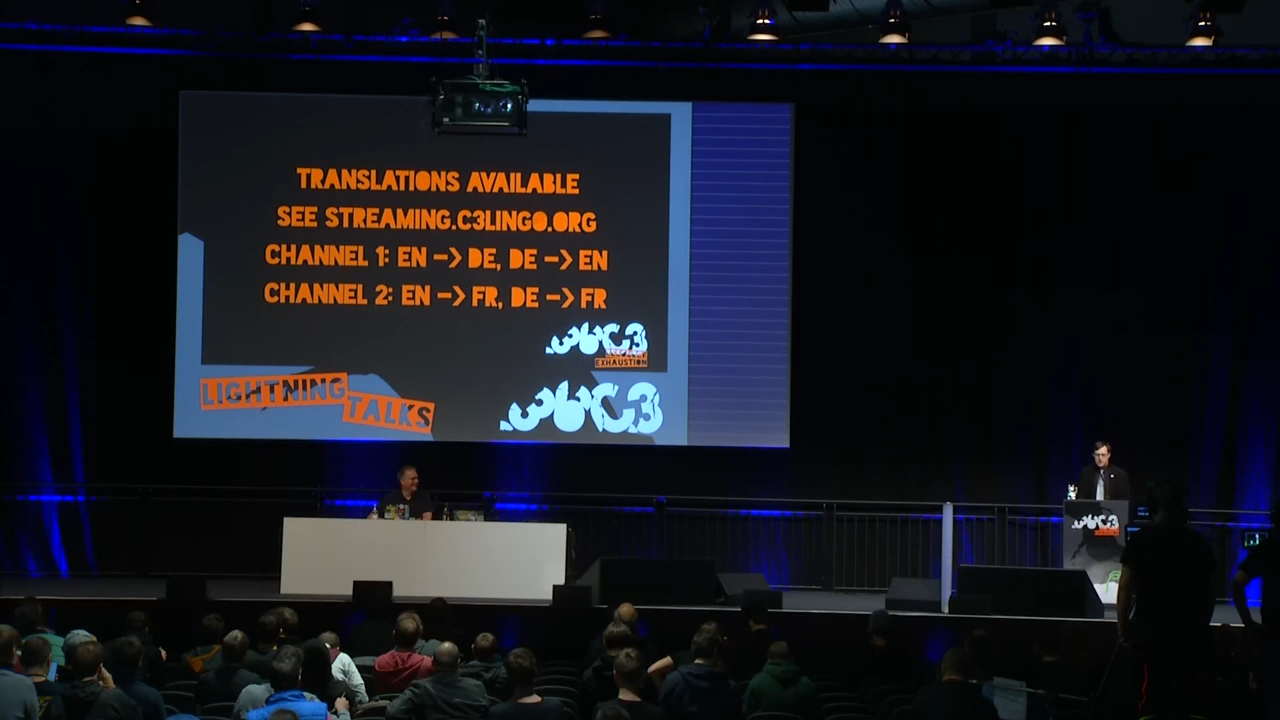 TRANSLATIONS AVAILABLE
SEE STREAMING.C3LINGO.ORG
CHANNEL 1: EN -> DE, DE -> EN
CHANNEL 2: EN -> FR, DE -> FR
36C3
EXHAUSTION
LIGHTNING
TALKS
36C3
36C3